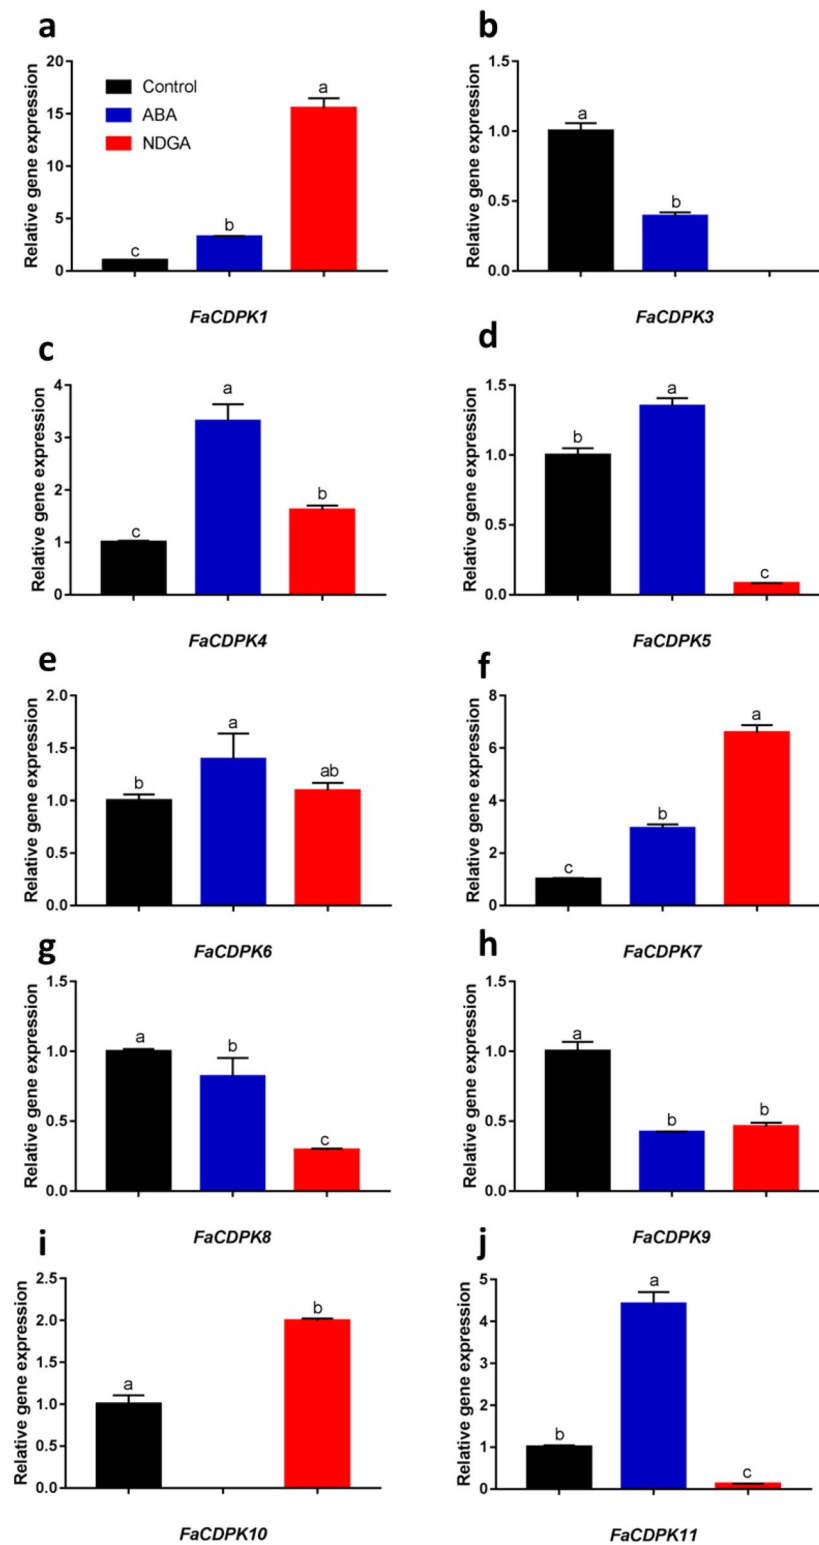 a
b
Relative gene expression
20
15
10
5
0
Control
ABA
NDGA
c
b
a
FaCDPK1
Relative gene expression
1.5
1.0
0.5
0.0
a
b
FaCDPK3
c
d
Relative gene expression
4
3
2
1
0
c
a
b
FaCDPK4
Relative gene expression
1.5
1.0
0.5
0.0
b
a
c
FaCDPK5
e
f
Relative gene expression
2.0
1.5
1.0
0.5
0.0
b
a
ab
FaCDPK6
Relative gene expression
8
6
4
2
0
c
b
a
FaCDPK7
g
h
Relative gene expression
1.5
1.0
0.5
0.0
a
b
c
FaCDPK8
Relative gene expression
1.5
1.0
0.5
0.0
a
b
b
FaCDPK9
i
j
Relative gene expression
2.5
2.0
1.5
1.0
0.5
0.0
a
b
FaCDPK10
Relative gene expression
5
4
3
2
1
0
b
a
c
FaCDPK11